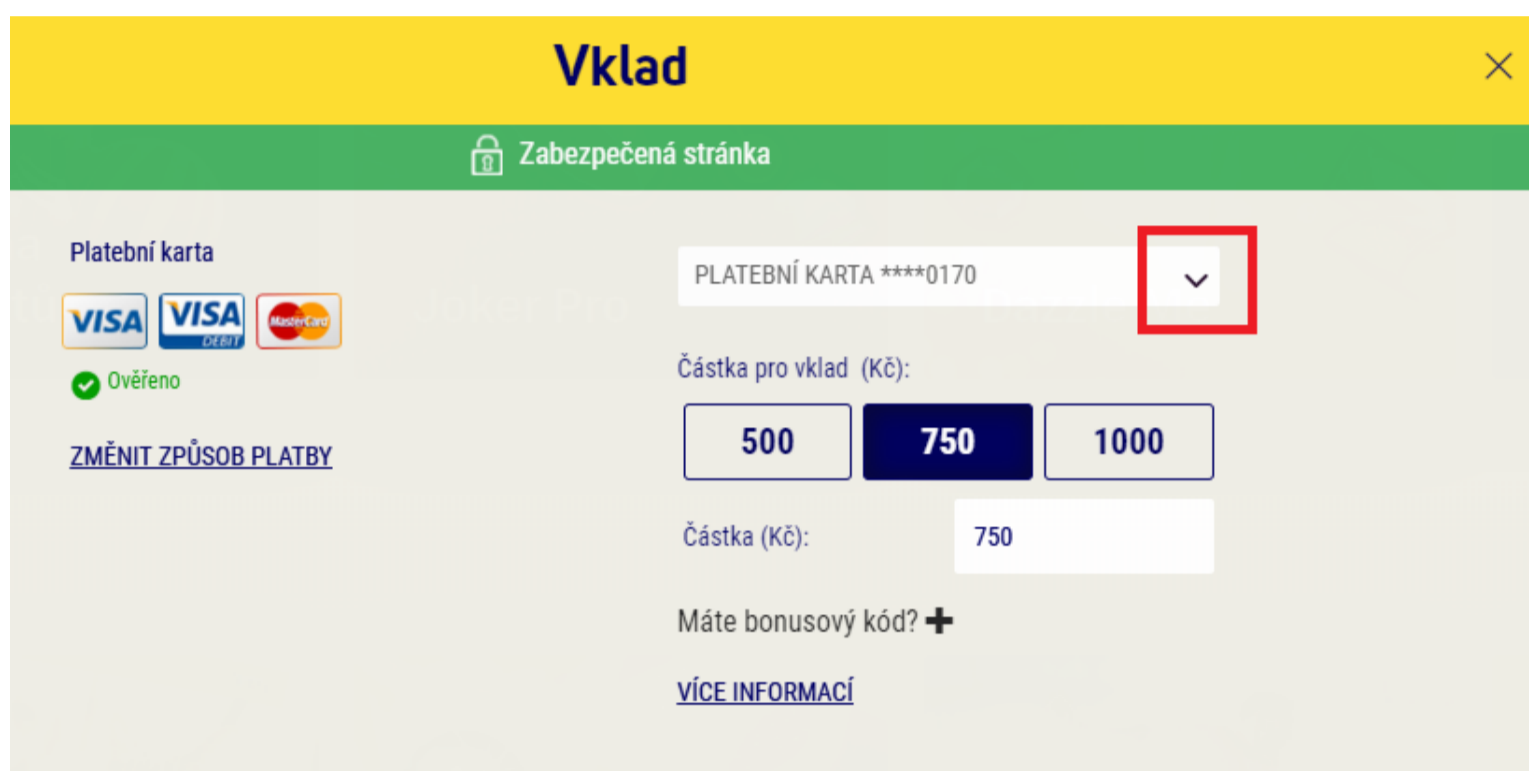 Vklad
Zabezpečená stránka
Platební karta
VISA VISA DEBIT MasterCard
Ověřeno
ZMĚNIT ZPŮSOB PLATBY
PLATEBNÍ KARTA ****0170
Částka pro vklad (Kč):
500 750 1000
Částka (Kč): 750
Máte bonusový kód?
VÍCE INFORMACÍ